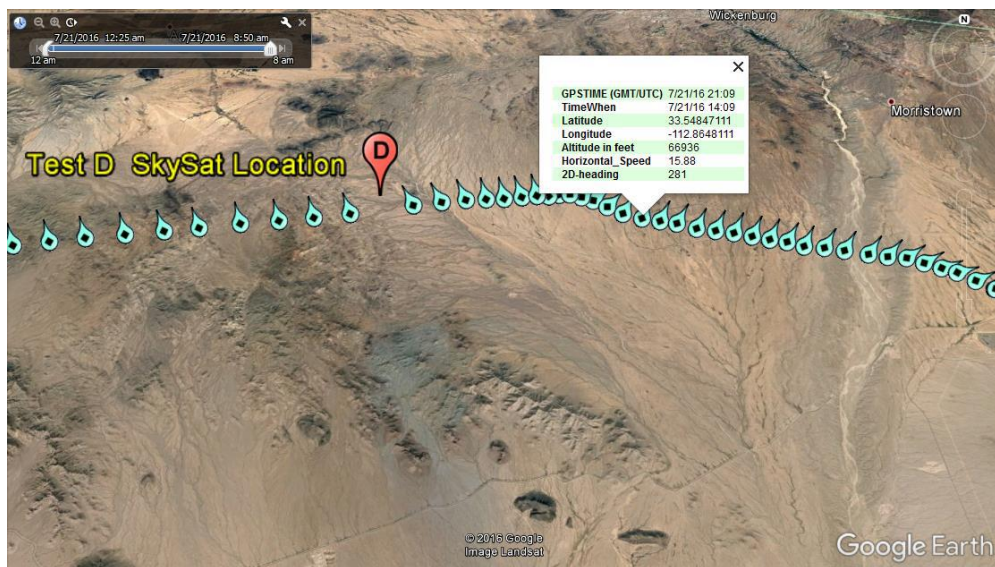 Wickenburg
N
7/21/2016 12:25 am 7/21/2016 8:50 am
12 am 8 am
GPSTIME (GMT/UTC) 7/21/16 21:09
TimeWhen 7/21/16 14:09
Latitude 33.54847111
Longitude -112.8648111
Altitude in feet 66936
Horizontal_Speed 15.88
2D-heading 281
Morristown
D
Test D SkySat Location
© 2016 Google
Image Landsat
Google Earth